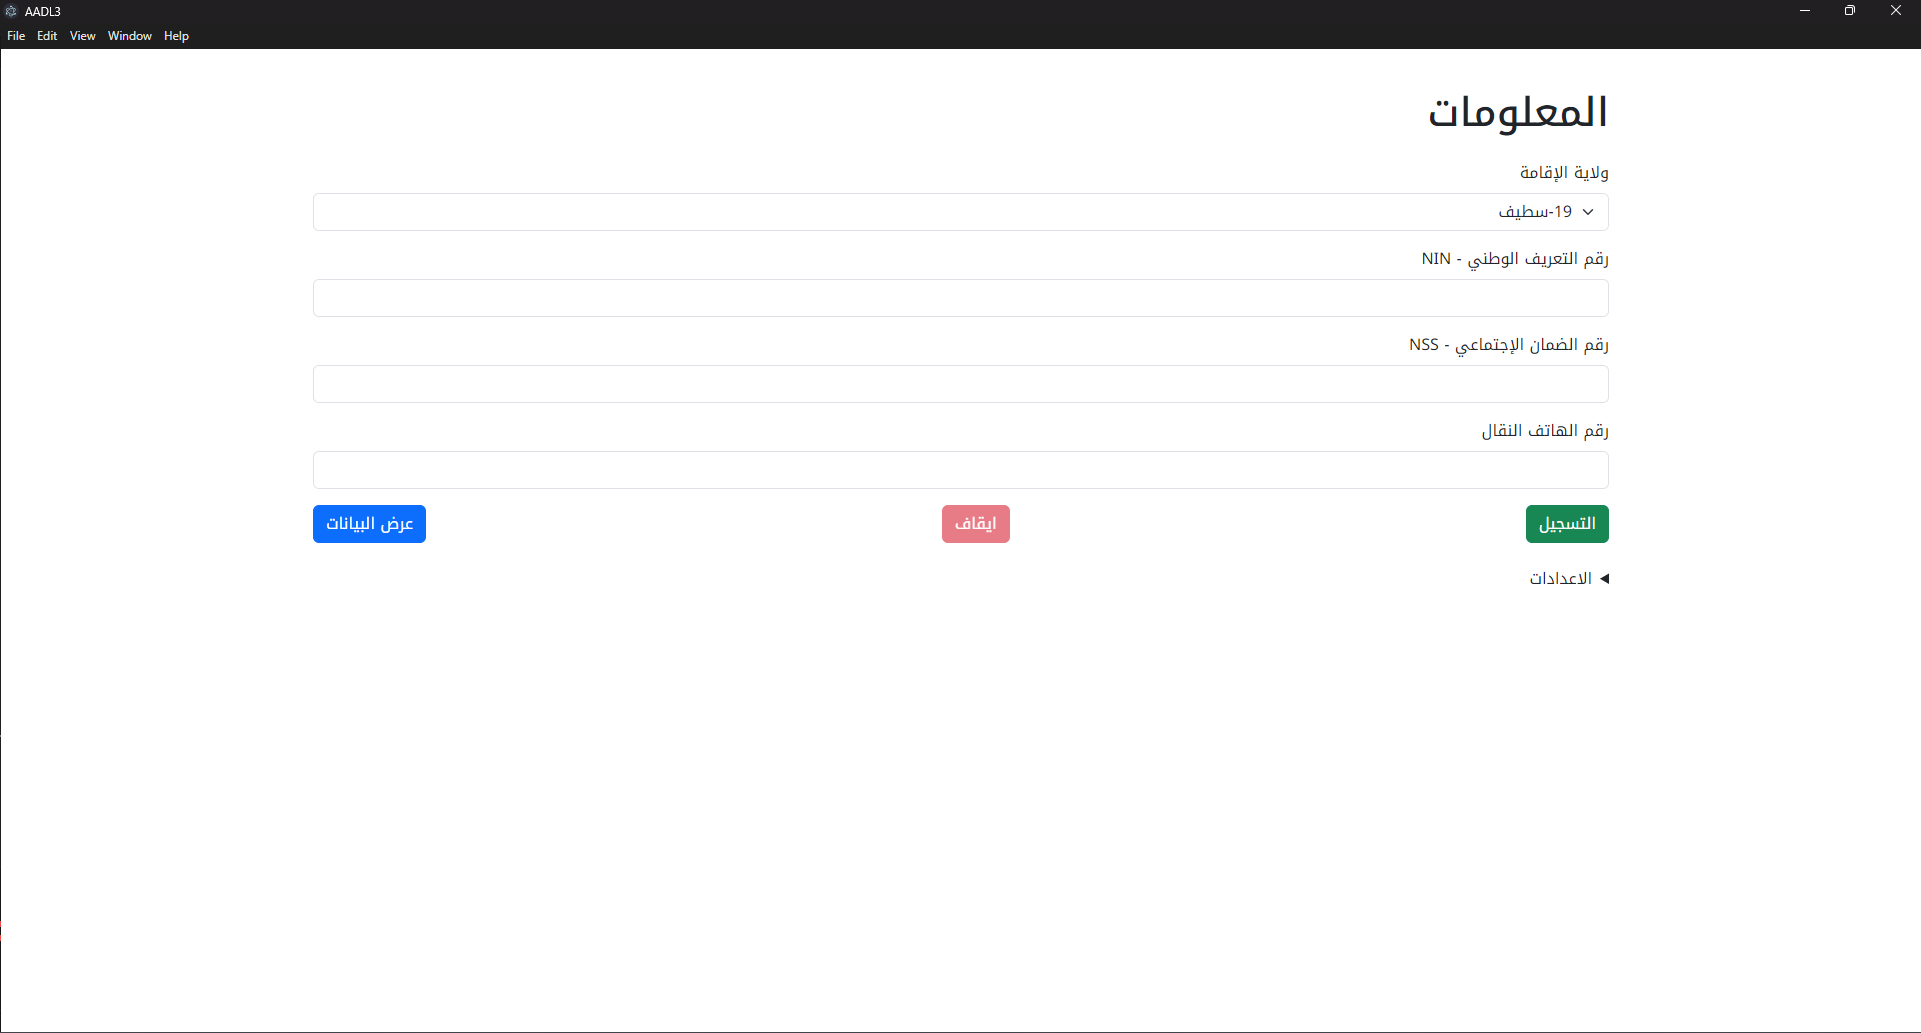 AADL3
File Edit View Window Help
المعلومات
ولاية الإقامة
19-سطيف
رقم التعريف الوطني - NIN
رقم الضمان الإجتماعي - NSS
رقم الهاتف النقال
التسجيل ايقاف عرض البيانات
الاعدادات